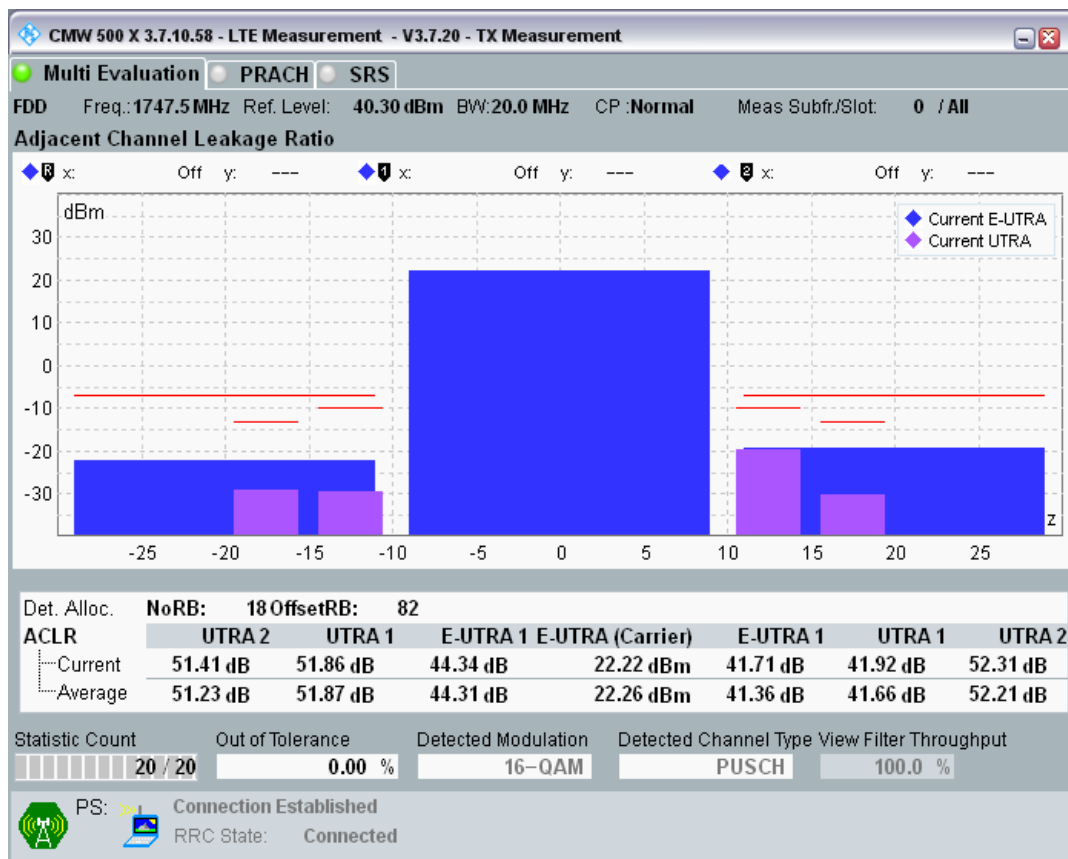 CMW 500 X 3.7.10.58 - LTE Measurement - V3.7.20 - TX Measurement
Multi Evaluation PRACH SRS
FDD Freq.:1747.5 MHz Ref. Level: 40.30 dBm BW:20.0 MHz CP :Normal Meas Subfr./Slot: 0 / All
Adjacent Channel Leakage Ratio
R x: Off y: --- 1 x: Off y: --- 2 x: Off y: ---
dBm
Current E-UTRA
Current UTRA
30
20
10
0
-10
-20
-30
z
-25 -20 -15 -10 -5 0 5 10 15 20 25
Det. Alloc. NoRB: 18 OffsetRB: 82
ACLR UTRA 2 UTRA 1 E-UTRA 1 E-UTRA (Carrier) E-UTRA 1 UTRA 1 UTRA 2
Current 51.41 dB 51.86 dB 44.34 dB 22.22 dBm 41.71 dB 41.92 dB 52.31 dB
Average 51.23 dB 51.87 dB 44.31 dB 22.26 dBm 41.36 dB 41.66 dB 52.21 dB
Statistic Count Out of Tolerance Detected Modulation Detected Channel Type View Filter Throughput
20 / 20 0.00 % 16-QAM PUSCH 100.0 %
PS: Connection Established
RRC State: Connected